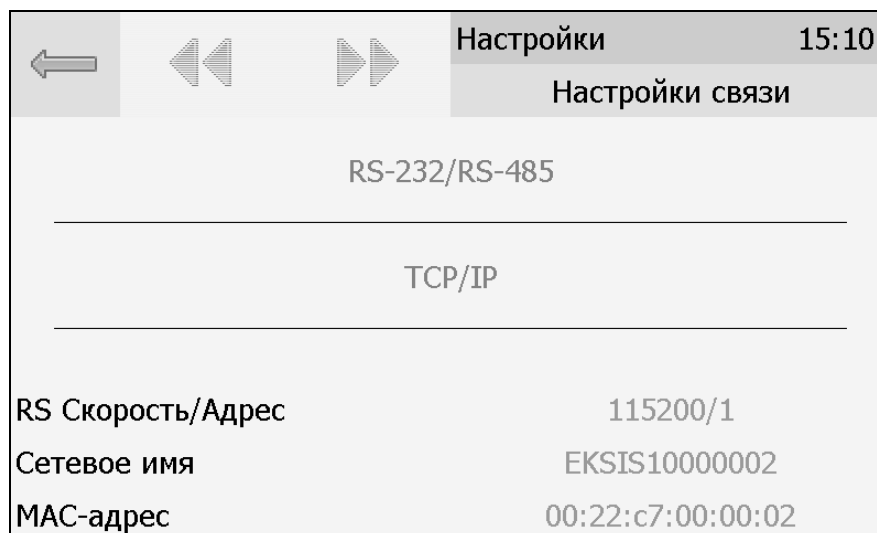 Настройки 15:10
Настройки связи
RS-232/RS-485
TCP/IP
RS Скорость/Адрес 115200/1
Сетевое имя EKSIS10000002
MAC-адрес 00:22:c7:00:00:02